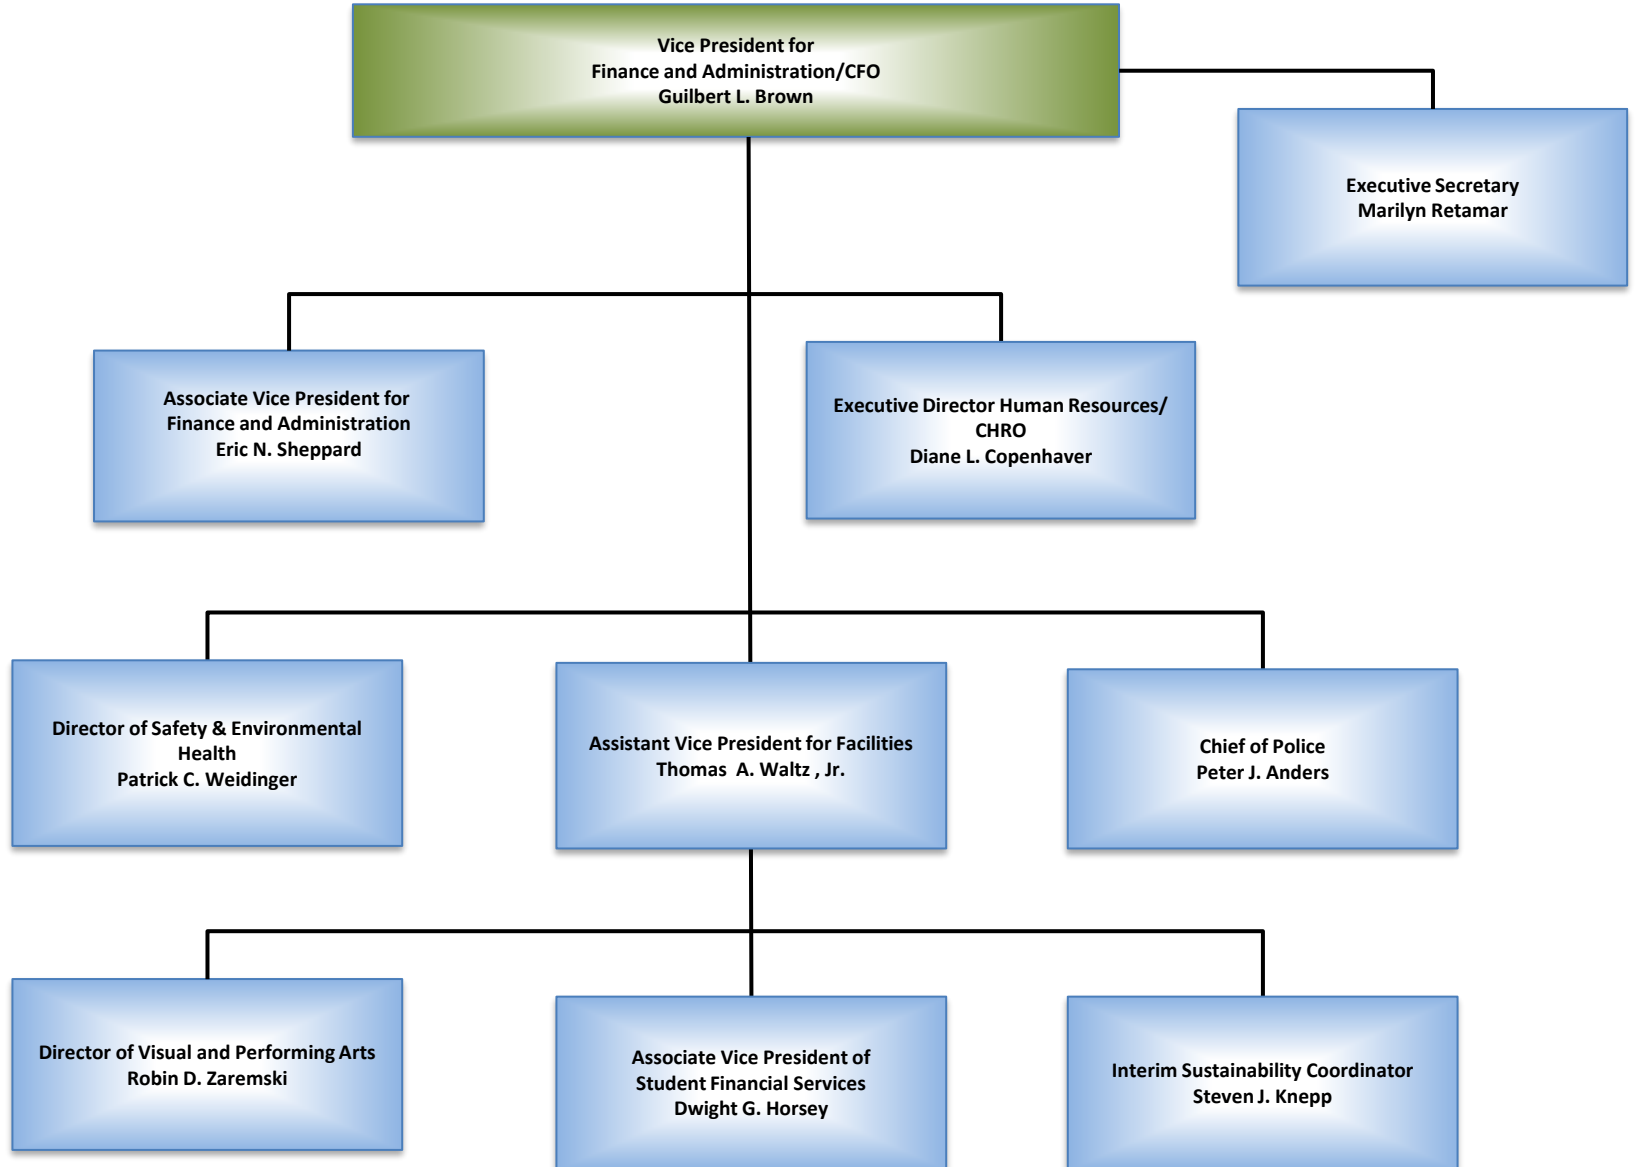 Vice President for
Finance and Administration/CFO
Guilbert L. Brown
Executive Secretary
Marilyn Retamar
Associate Vice President for
Finance and Administration
Eric N. Sheppard
Executive Director Human Resources/
CHRO
Diane L. Copenhaver
Director of Safety & Environmental
Health
Patrick C. Weidinger
Assistant Vice President for Facilities
Thomas A. Waltz , Jr.
Chief of Police
Peter J. Anders
Director of Visual and Performing Arts
Robin D. Zaremski
Associate Vice President of
Student Financial Services
Dwight G. Horsey
Interim Sustainability Coordinator
Steven J. Knepp